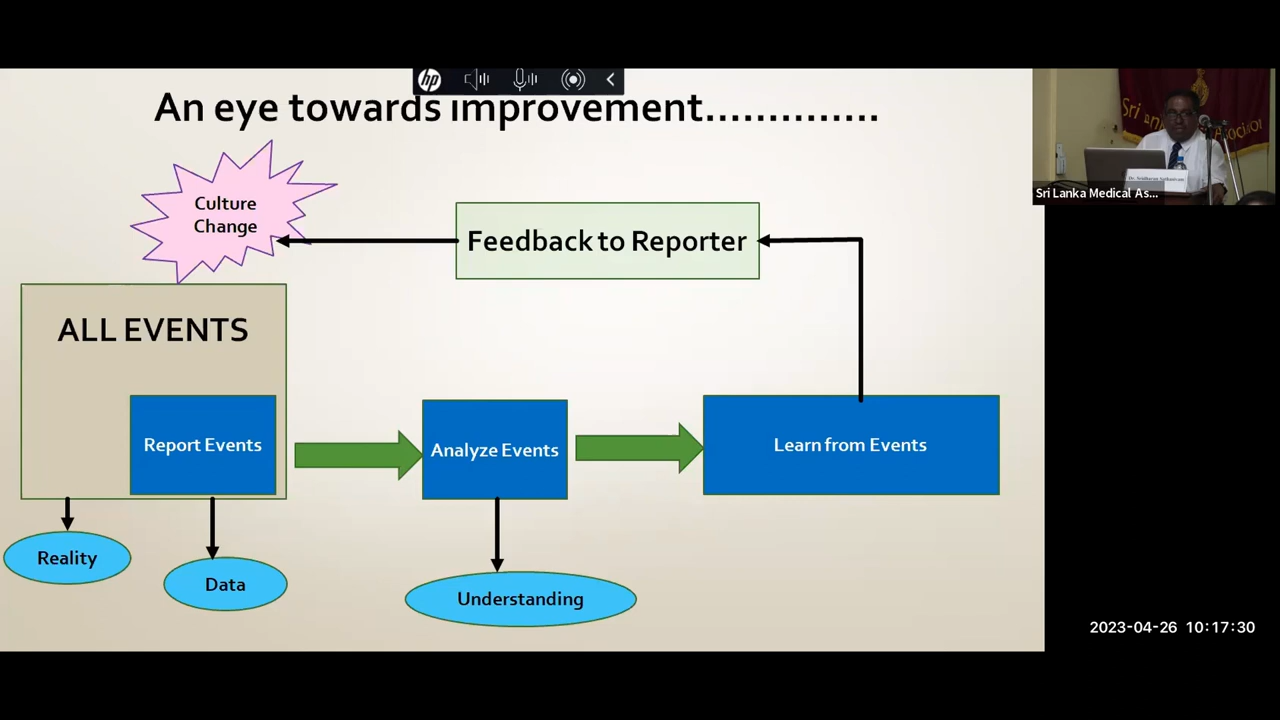 hp
An eye towards improvement..............
Culture
Change
Feedback to Reporter
ALL EVENTS
Report Events
Analyze Events
Learn from Events
Reality
Data
Understanding
Sri Lanka Medical As...
2023-04-26 10:17:30